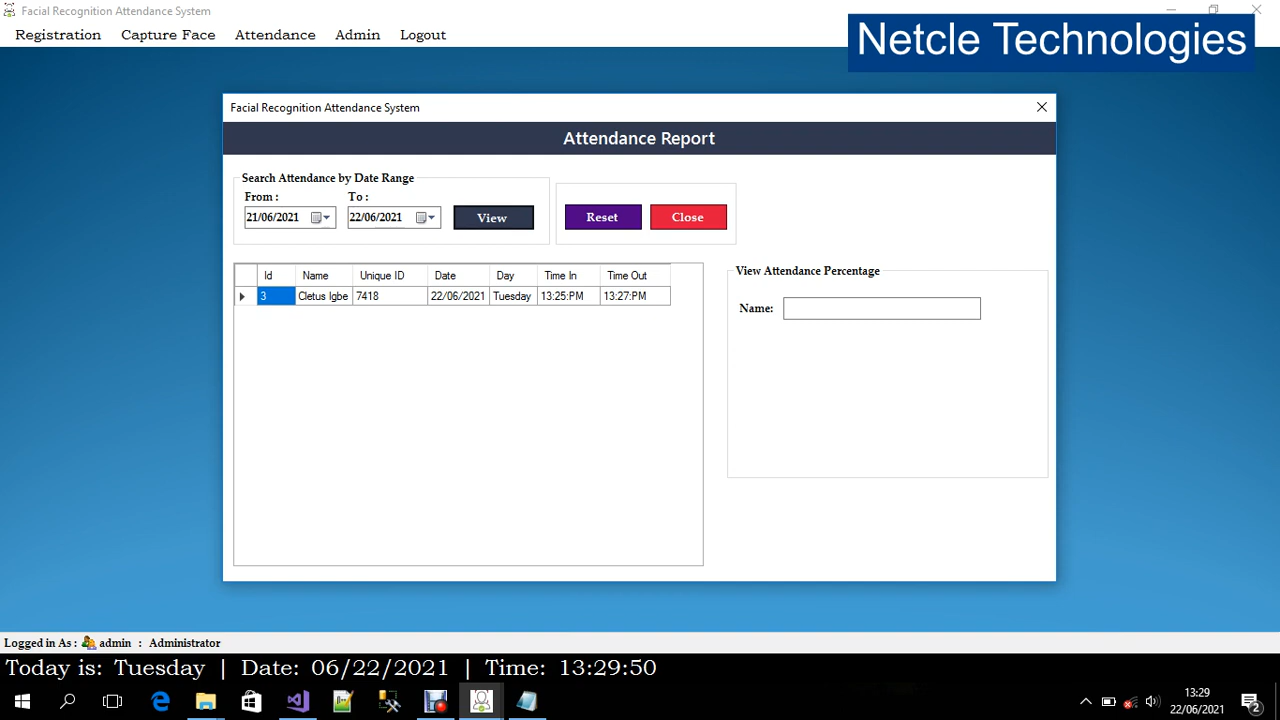 Facial Recognition Attendance System
Registration Capture Face Attendance Admin Logout
Netcle Technologies
Facial Recognition Attendance System
Attendance Report
Search Attendance by Date Range
From : To :
21/06/2021 22/06/2021 View Reset Close
Id Name Unique ID Date Day Time In Time Out
3 Cletus Igbe 7418 22/06/2021 Tuesday 13:25:PM 13:27:PM
View Attendance Percentage
Name:
Logged in As : admin : Administrator
Today is: Tuesday | Date: 06/22/2021 | Time: 13:29:50
13:29
22/06/2021
2